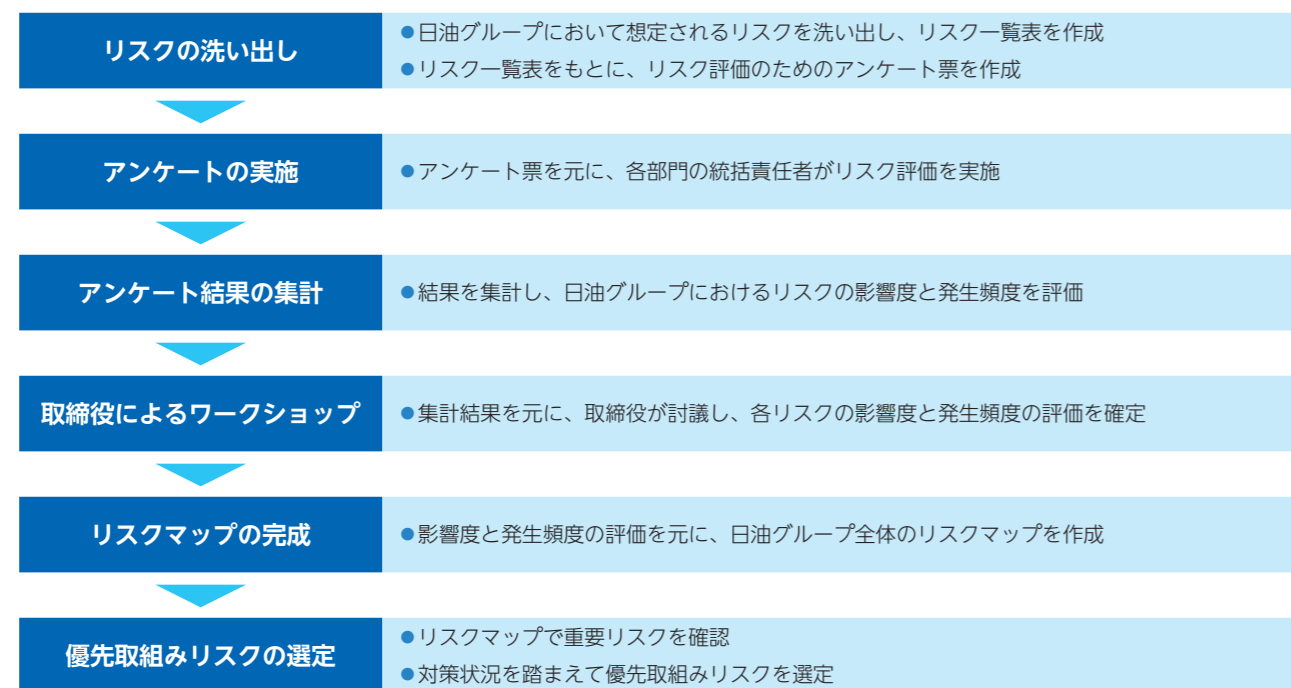 リスクの洗い出し
●日油グループにおいて想定されるリスクを洗い出し、リスク一覧表を作成
●リスク一覧表をもとに、リスク評価のためのアンケート票を作成
アンケートの実施
●アンケート票を元に、各部門の統括責任者がリスク評価を実施
アンケート結果の集計
●結果を集計し、日油グループにおけるリスクの影響度と発生頻度を評価
取締役によるワークショップ
●集計結果を元に、取締役が討議し、各リスクの影響度と発生頻度の評価を確定
リスクマップの完成
●影響度と発生頻度の評価を元に、日油グループ全体のリスクマップを作成
優先取組みリスクの選定
●リスクマップで重要リスクを確認
●対策状況を踏まえて優先取組みリスクを選定